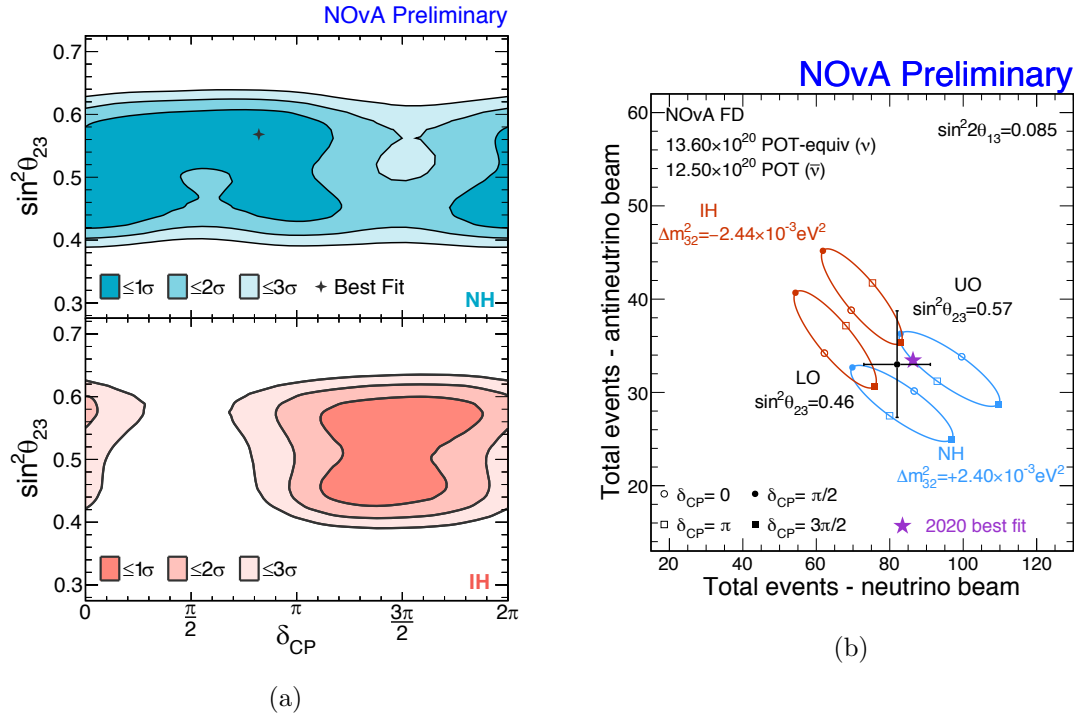 NOvA Preliminary
0.7
0.6
0.5
0.4
0.3
sin²θ₂₃
≤1σ ≤2σ ≤3σ Best Fit
NH
0.7
0.6
0.5
0.4
0.3
sin²θ₂₃
≤1σ ≤2σ ≤3σ
IH
0 π/2 π 3π/2 2π
δCP
(a)
NOvA Preliminary
NOvA FD
13.60×10²⁰ POT-equiv (ν)
12.50×10²⁰ POT (ν̅)
sin²2θ₁₃=0.085
IH
Δm²₃₂=−2.44×10⁻³eV²
UO
sin²θ₂₃=0.57
LO
sin²θ₂₃=0.46
NH
Δm²₃₂=+2.40×10⁻³eV²
δCP= 0 δCP= π/2
δCP= π δCP= 3π/2
2020 best fit
60
50
40
30
20
Total events - antineutrino beam
20 40 60 80 100 120
Total events - neutrino beam
(b)